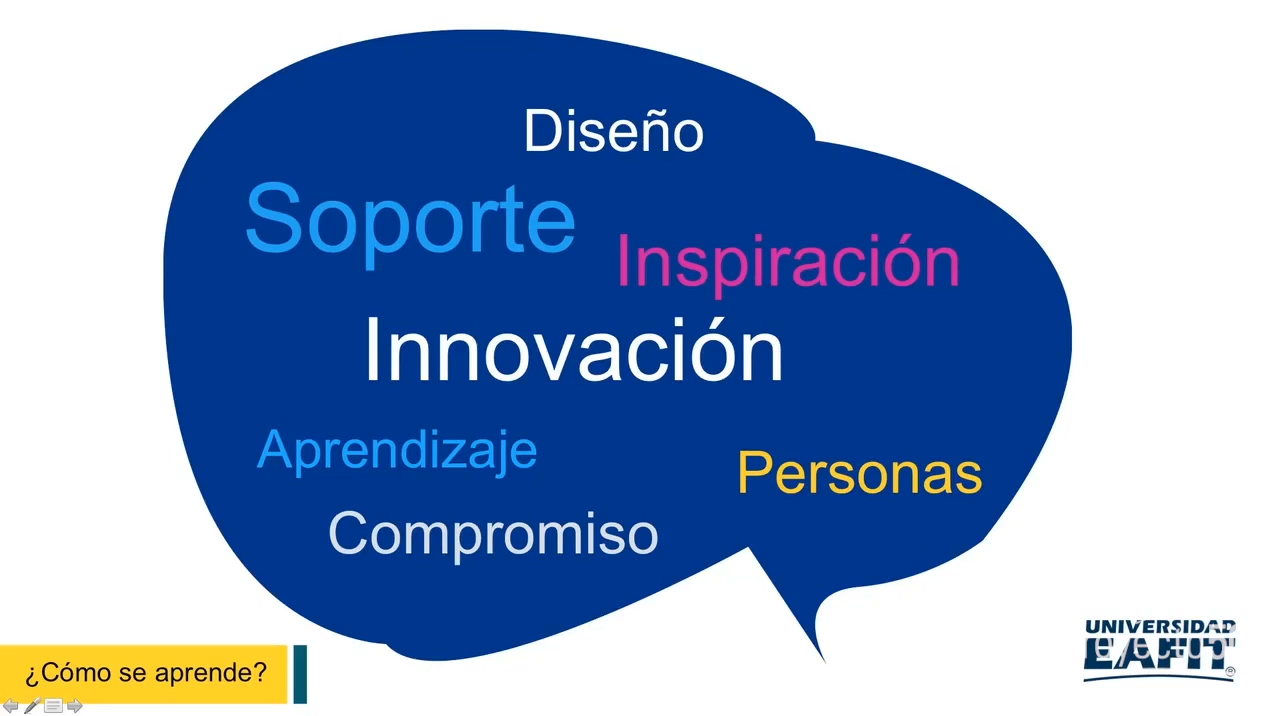 Diseño
Soporte
Inspiración
Innovación
Aprendizaje
Personas
Compromiso
UNIVERSIDAD
EAFIT
¿Cómo se aprende?